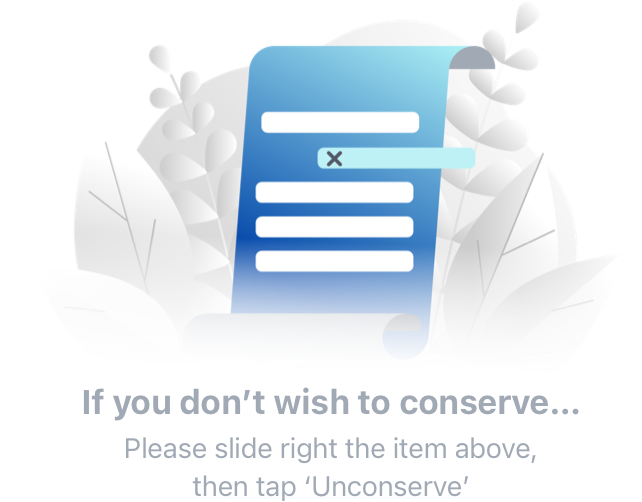 If you don’t wish to conserve...
Please slide right the item above,
then tap ‘Unconserve’